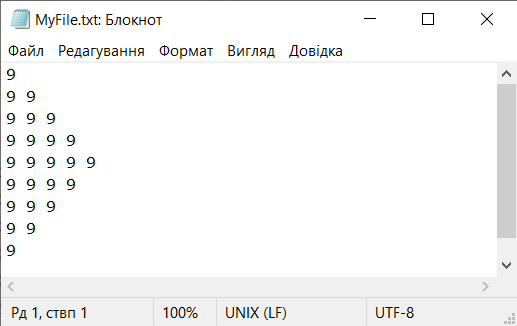 MyFile.txt: Блокнот
Файл Редагування Формат Вигляд Довідка
9
9 9
9 9 9
9 9 9 9
9 9 9 9 9
9 9 9 9
9 9 9
9 9
9
Рд 1, ствп 1 100% UNIX (LF) UTF-8